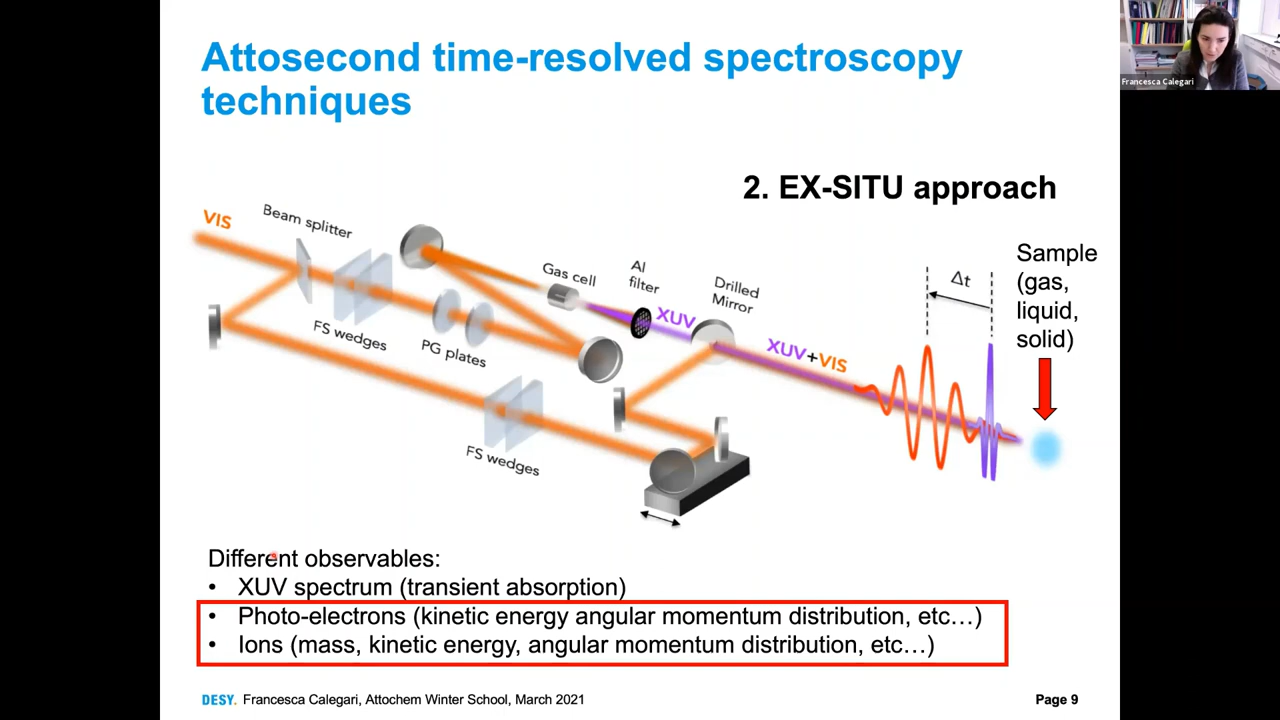 Attosecond time-resolved spectroscopy
techniques
Francesca Calegari
2. EX-SITU approach
VIS
Beam splitter
FS wedges
PG plates
Gas cell
Al
filter
XUV
Drilled
Mirror
XUV+VIS
Δt
Sample
(gas,
liquid,
solid)
FS wedges
Different observables:
• XUV spectrum (transient absorption)
• Photo-electrons (kinetic energy angular momentum distribution, etc…)
• Ions (mass, kinetic energy, angular momentum distribution, etc…)
DESY. Francesca Calegari, Attochem Winter School, March 2021
Page 9